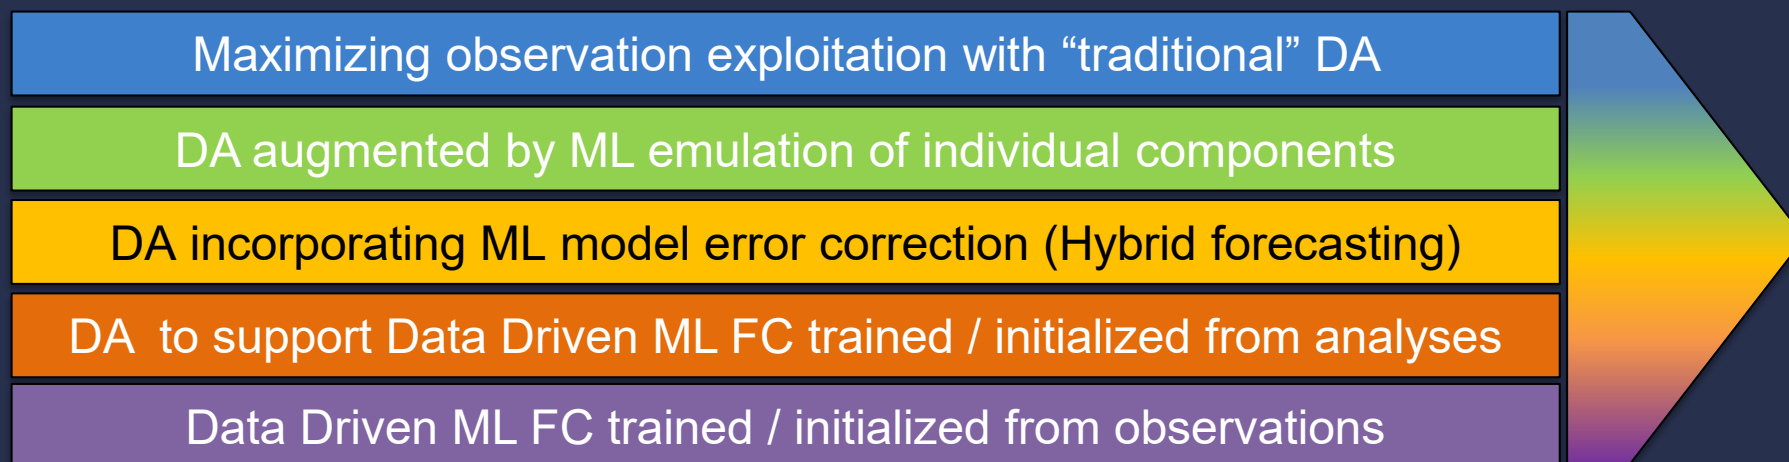 Maximizing observation exploitation with “traditional” DA
DA augmented by ML emulation of individual components
DA incorporating ML model error correction (Hybrid forecasting)
DA to support Data Driven ML FC trained / initialized from analyses
Data Driven ML FC trained / initialized from observations